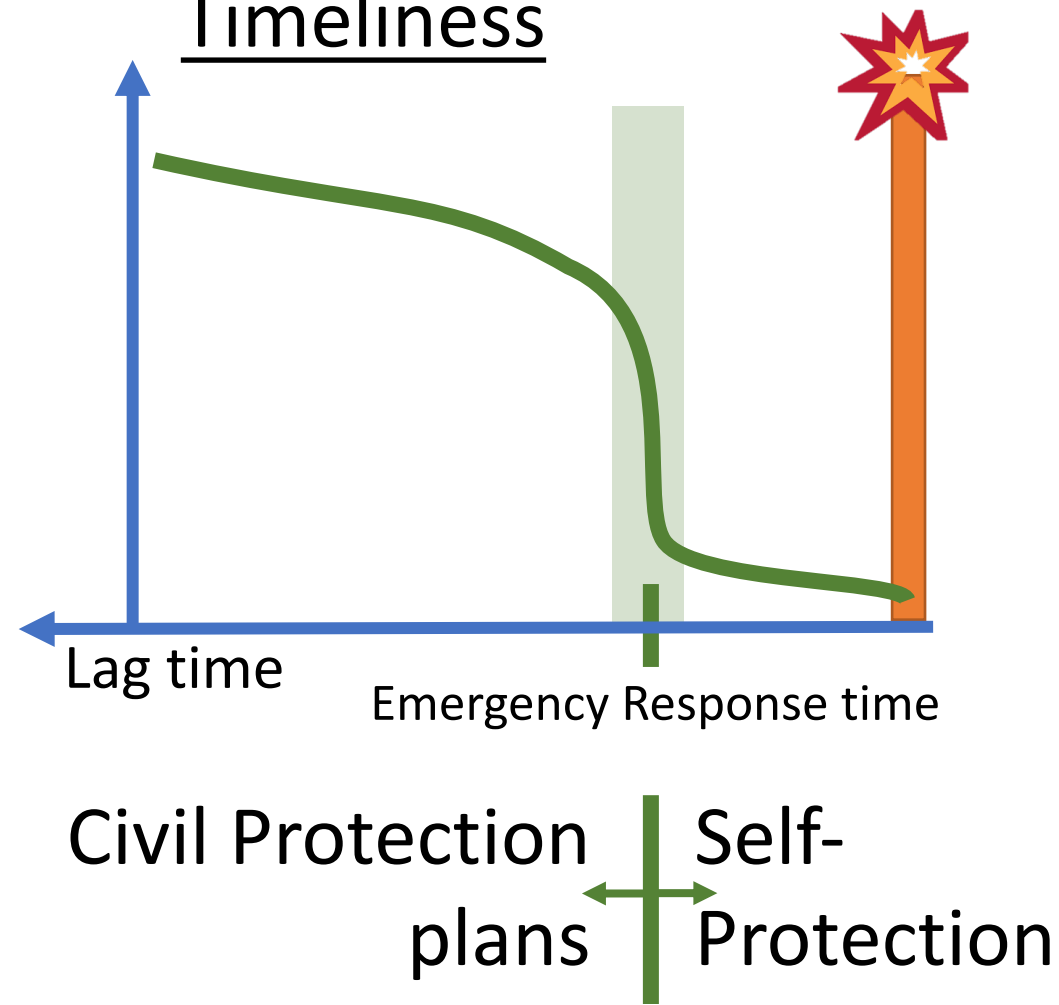 Timeliness
Lag time
Emergency Response time
Civil Protection
plans
Self-
Protection